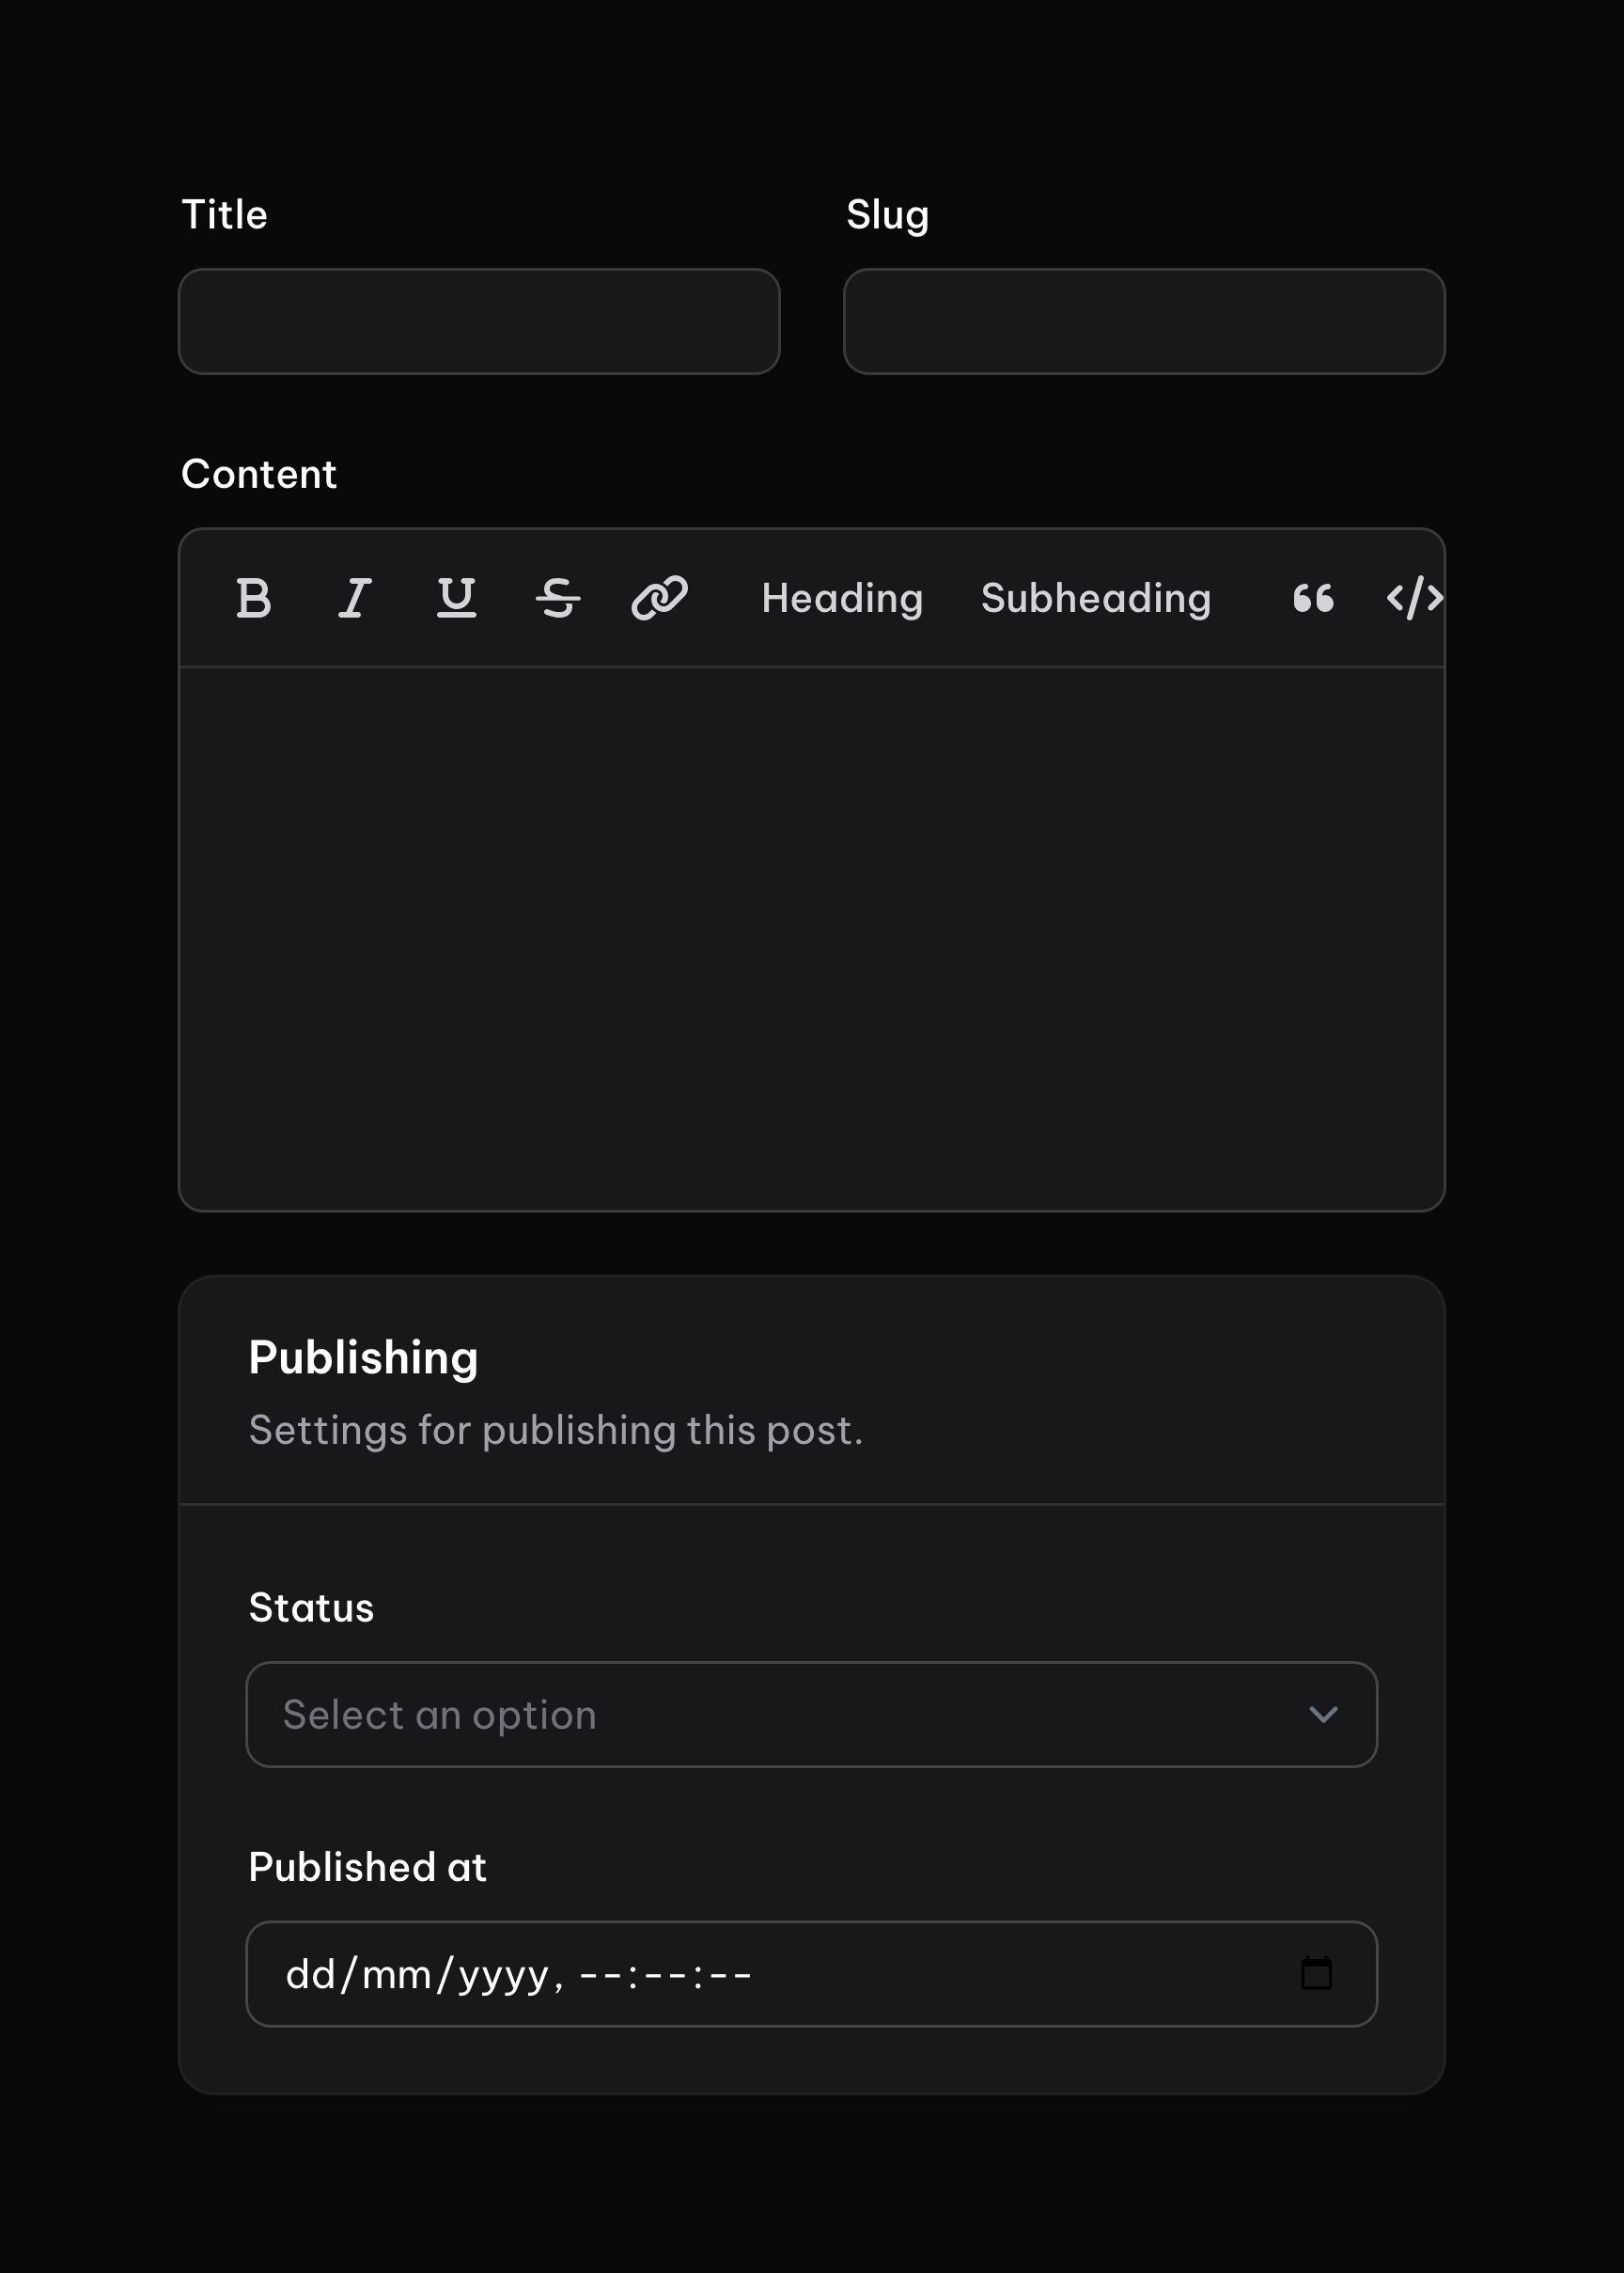 Title
Slug
Content
Heading Subheading
Publishing
Settings for publishing this post.
Status
Select an option
Published at
dd/mm/yyyy, --:--:--